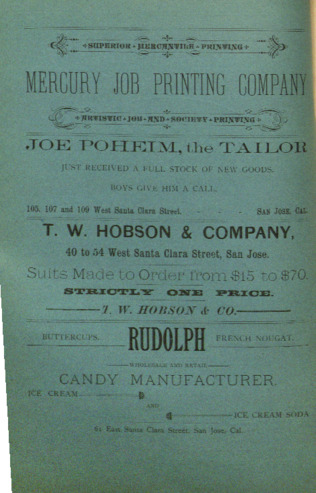 SUPERIOR MERCANTILE PRINTING
MERCURY JOB PRINTING COMPANY
ARTISTIC JOB AND SOCIETY PRINTING
JOE POHEIM, the TAILOR
JUST RECEIVED A FULL STOCK OF NEW GOODS.
BOYS GIVE HIM A CALL.
105, 107 and 109 West Santa Clara Street. - - - SAN JOSE, CAL.
T. W. HOBSON & COMPANY,
40 to 54 West Santa Clara Street, San Jose.
Suits Made to Order from $15 to $70.
STRICTLY ONE PRICE.
T. W. HOBSON & CO.
BUTTERCUPS. RUDOLPH FRENCH NOUGAT.
WHOLESALE AND RETAIL
CANDY MANUFACTURER.
ICE CREAM
AND
ICE CREAM SODA
East Santa Clara Street, San Jose, Cal.